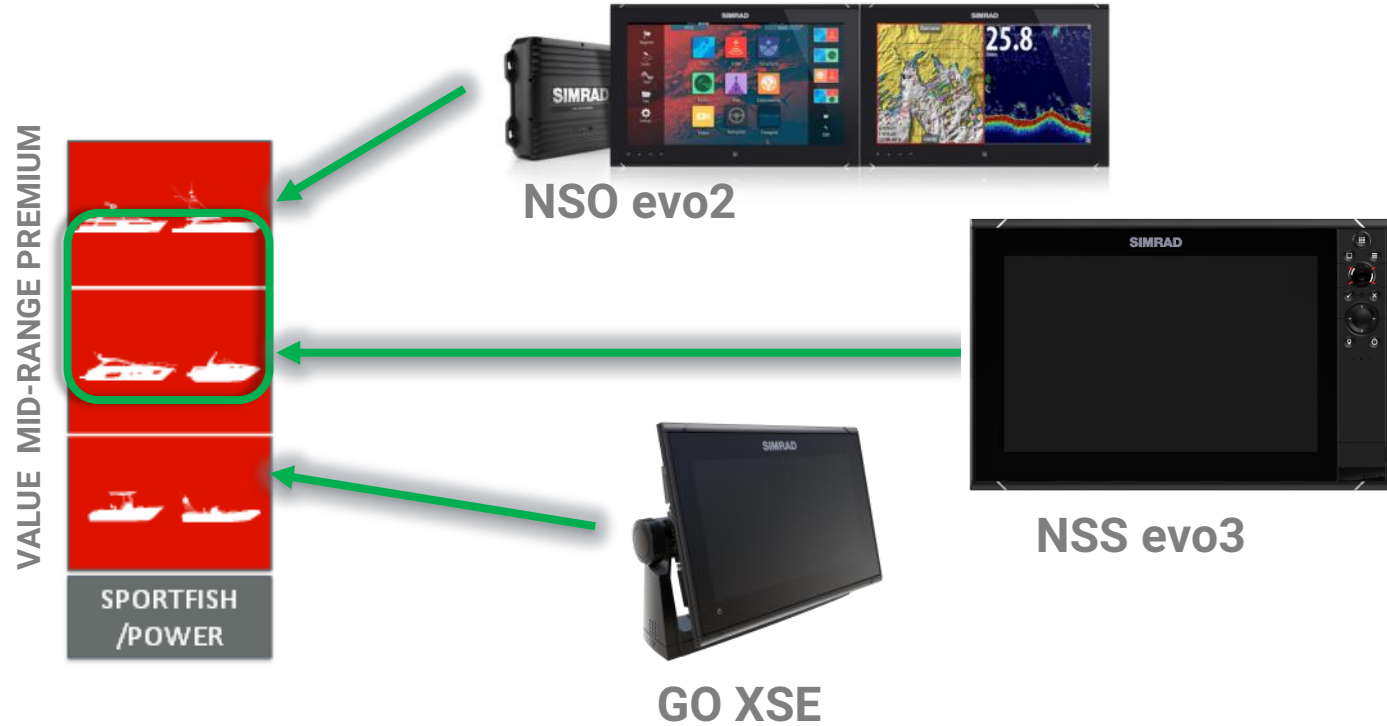 SIMRAD
SIMRAD
SIMRAD
25.8
NSO evo2
VALUE MID-RANGE PREMIUM
SIMRAD
NSS evo3
SIMRAD
GO XSE
SPORTFISH
/POWER